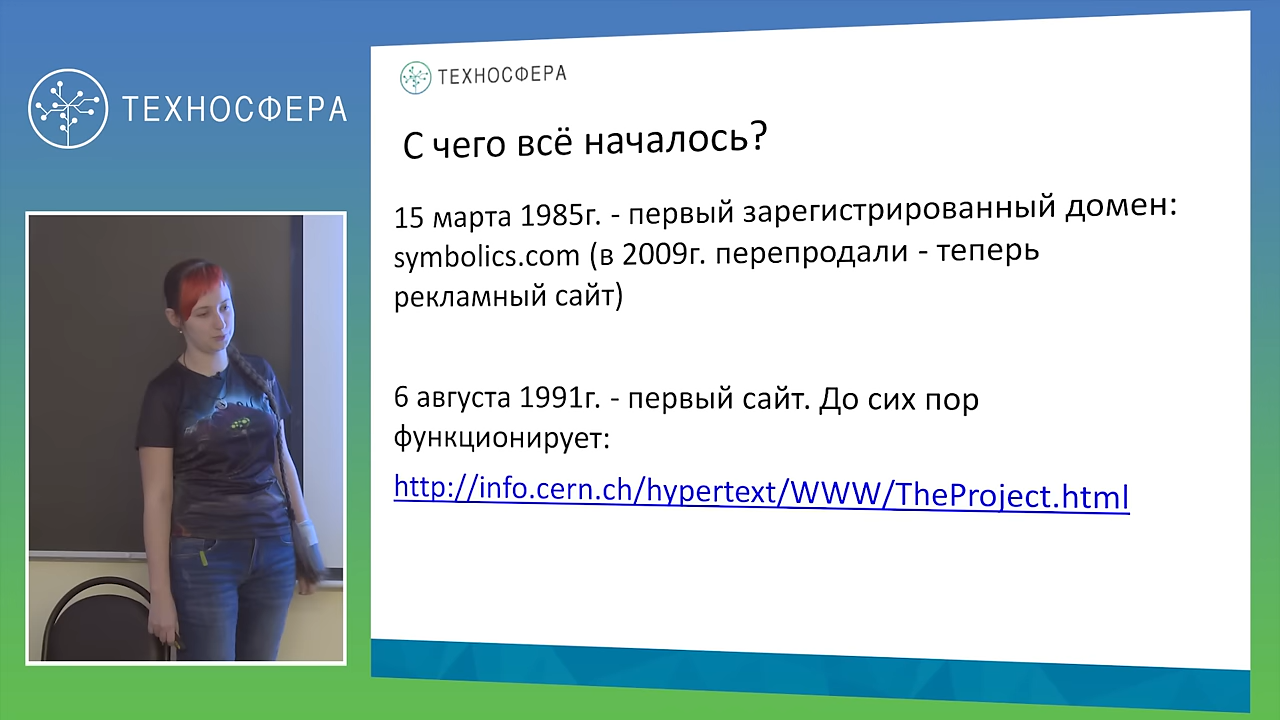 ТЕХНОСФЕРА
ТЕХНОСФЕРА
С чего всё началось?
15 марта 1985г. - первый зарегистрированный домен:
symbolics.com (в 2009г. перепродали - теперь
рекламный сайт)
6 августа 1991г. - первый сайт. До сих пор
функционирует:
http://info.cern.ch/hypertext/WWW/TheProject.html